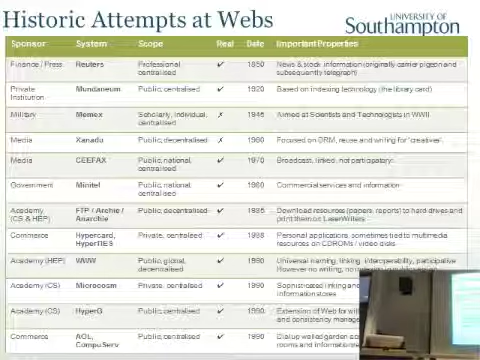 Historic Attempts at Webs
UNIVERSITY OF
Southampton
Sponsor System Scope Real Date Important Properties
Finance / Press Reuters Professional centralised ✓ 1850 News & stock information (originally carrier pigeon and subsequently telegraph)
Private Institution Mundaneum Public, centralised ✓ 1920 Based on indexing technology (the library card)
Military Memex Scholarly, individual, centralised ✗ 1945 Aimed at Scientists and Technologists in WWII
Media Xanadu Public, decentralised ✗ 1960 Focused on DRM, reuse and writing for 'creatives'.
Media CEEFAX Public, national, centralised ✓ 1970 Broadcast, linked, not participatory
Government Minitel Public, national centralised ✓ 1980 Commercial services and information
Academy (CS & HEP) FTP / Archie / Anarchie Public, decentralised ✓ 1985 Download resources (papers, reports) to hard drives and print them on LaserWriters
Commerce Hypercard, HyperTIES Private, centralised ✓ 1988 Personal applications, sometimes tied to multimedia resources on CDROMs / video disks
Academy (HEP) WWW Public, global, decentralised ✓ 1990 Universal naming, linking, interoperability, participative However no writing, no
Academy (CS) Microcosm Private, centralised ✓ 1990 Sophisticated linking and information stores
Academy (CS) HyperG Public, centralised ✓ 1990 Extension of Web for and consistency
Commerce AOL, CompuServ Public, centralised ✓ 1990 Dialup walled garden rooms and information